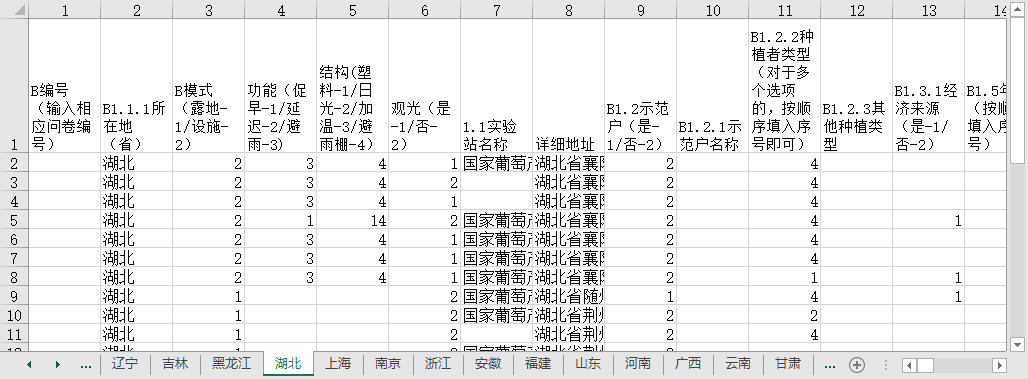 1 2 3 4 5 6 7 8 9 10 11 12 13 14
1 B编号（输入相应问卷编号） B1.1.1所在地（省） B模式（露地-1/设施-2） 功能（促早-1/延迟-2/避雨-3) 结构(塑料-1/日光-2/加温-3/避雨棚-4） 观光（是-1/否-2） 1.1实验站名称 详细地址 B1.2示范户（是-1/否-2） B1.2.1示范户名称 B1.2.2种植者类型（对于多个选项的，按顺序填入序号即可） B1.2.3其他种植类型 B1.3.1经济来源（是-1/否-2） B1.5年（按顺填入序号）
2 湖北 2 3 4 1 国家葡萄 湖北省襄 2 4
3 湖北 2 3 4 2 湖北省襄 2 4
4 湖北 2 3 4 1 湖北省襄 2 4
5 湖北 2 1 14 2 国家葡萄 湖北省襄 2 4 1
6 湖北 2 3 4 1 国家葡萄 湖北省襄 2 4
7 湖北 2 3 4 1 国家葡萄 湖北省襄 2 4
8 湖北 2 3 4 1 国家葡萄 湖北省襄 2 1 1
9 湖北 1 2 国家葡萄 湖北省随 1 4 1
10 湖北 1 2 国家葡萄 湖北省荆 2 2
11 湖北 1 2 湖北省荆 2 4
... 辽宁 吉林 黑龙江 湖北 上海 南京 浙江 安徽 福建 山东 河南 广西 云南 甘肃 ...